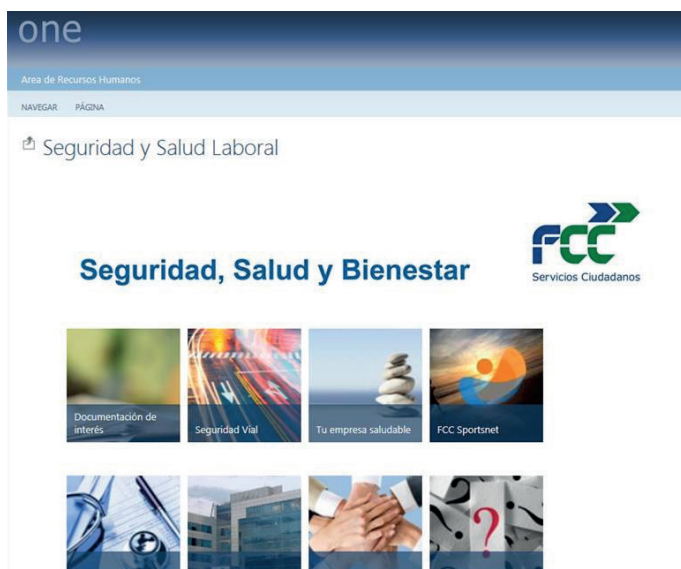 one
Area de Recursos Humanos
NAVEGAR PÁGINA
Seguridad y Salud Laboral
FCC
Servicios Ciudadanos
Seguridad, Salud y Bienestar
Documentación de
interés
Seguridad Vial
Tu empresa saludable
FCC Sportsnet